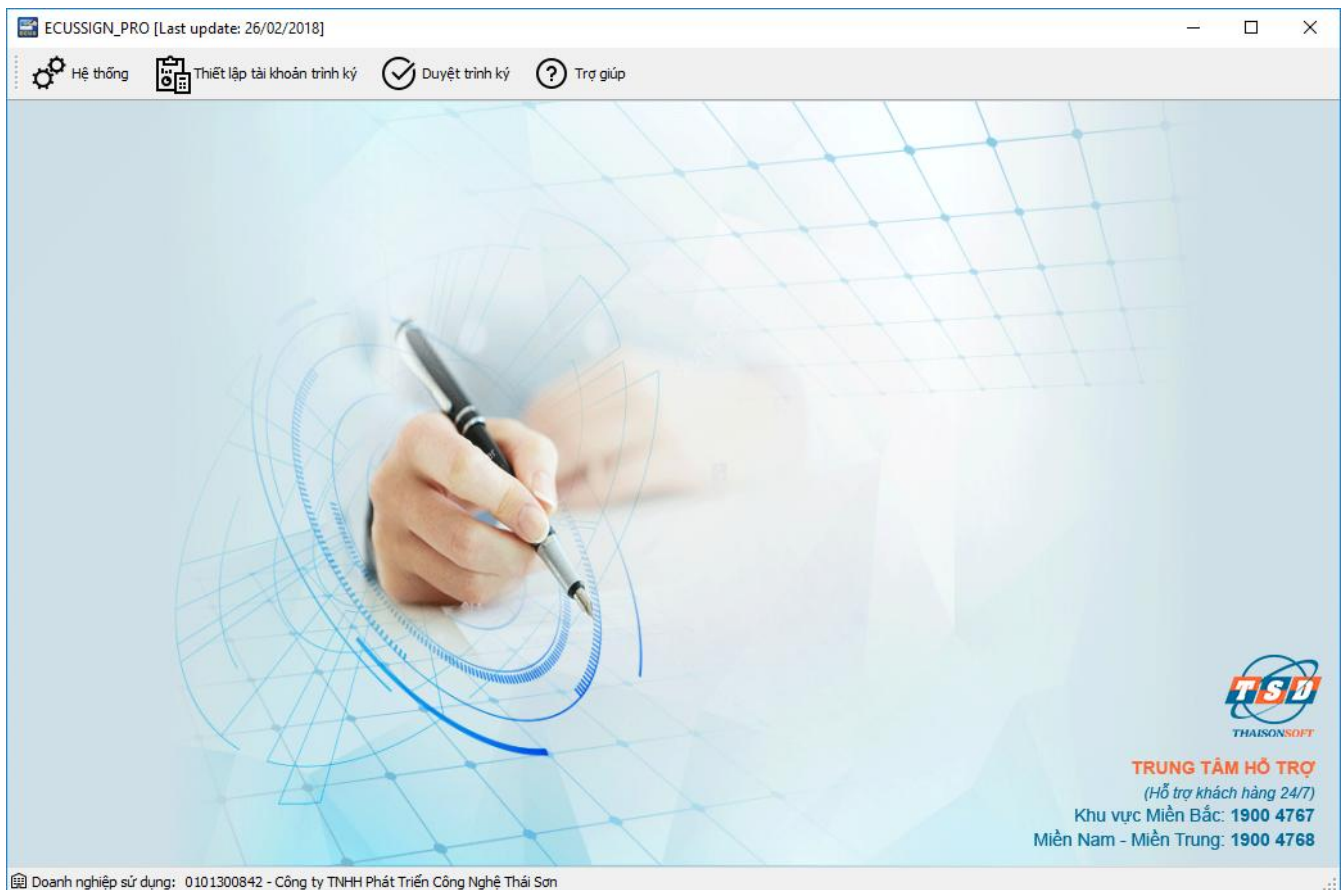 ECUSSIGN_PRO [Last update: 26/02/2018]
Hệ thống Thiết lập tài khoản trình ký Duyệt trình ký Trợ giúp
TSD
THAISONSOFT
TRUNG TÂM HỖ TRỢ
(Hỗ trợ khách hàng 24/7)
Khu vực Miền Bắc: 1900 4767
Miền Nam - Miền Trung: 1900 4768
Doanh nghiệp sử dụng: 0101300842 - Công ty TNHH Phát Triển Công Nghệ Thái Sơn